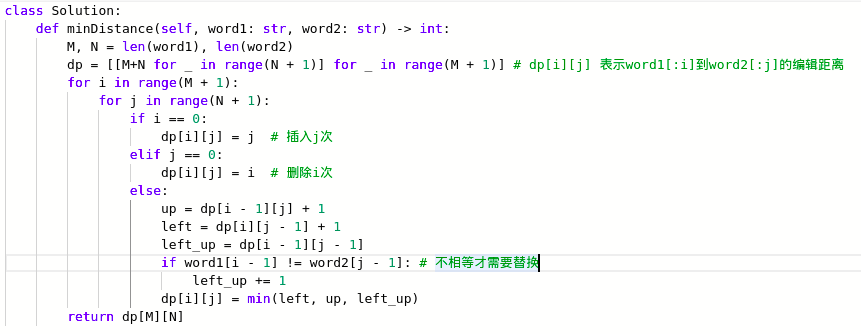 class Solution:
    def minDistance(self, word1: str, word2: str) -> int:
        M, N = len(word1), len(word2)
        dp = [[M+N for _ in range(N + 1)] for _ in range(M + 1)] # dp[i][j] 表示word1[:i]到word2[:j]的编辑距离
        for i in range(M + 1):
            for j in range(N + 1):
                if i == 0:
                    dp[i][j] = j  # 插入j次
                elif j == 0:
                    dp[i][j] = i  # 删除i次
                else:
                    up = dp[i - 1][j] + 1
                    left = dp[i][j - 1] + 1
                    left_up = dp[i - 1][j - 1]
                    if word1[i - 1] != word2[j - 1]: # 不相等才需要替换
                        left_up += 1
                    dp[i][j] = min(left, up, left_up)
        return dp[M][N]